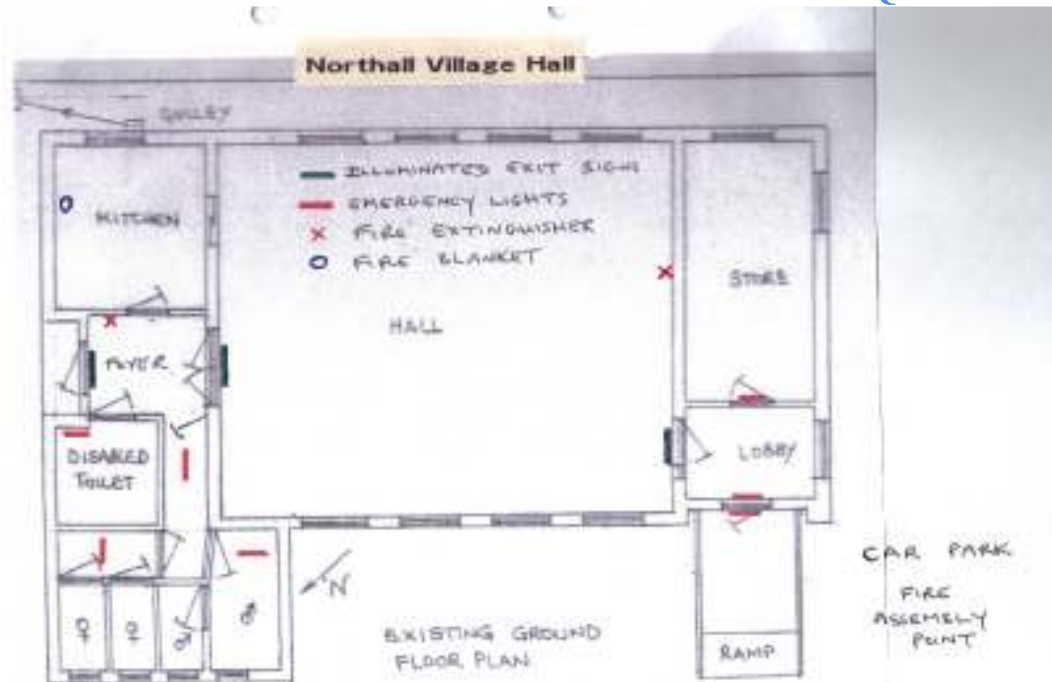 Northall Village Hall
GULLEY
ILLUMINATED EXIT SIGN
EMERGENCY LIGHTS
FIRE EXTINGUISHER
FIRE BLANKET
KITCHEN
STORE
HALL
FOYER
LOBBY
DISABLED
TOILET
N
CAR PARK
FIRE
ASSEMBLY
POINT
EXISTING GROUND
FLOOR PLAN
RAMP